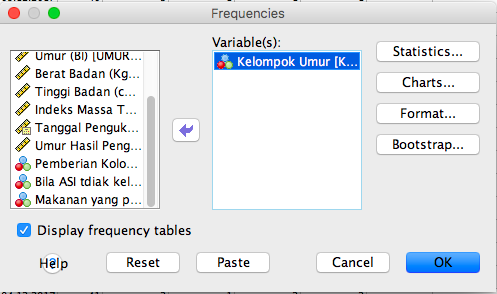 Frequencies
Variable(s):
Umur (Bl) [UMUR...
Berat Badan (Kg...
Tinggi Badan (c...
Indeks Massa T...
Tanggal Penguk...
Umur Hasil Peng...
Pemberian Kolo...
Bila ASI tdiak kel...
Makanan yang p...
Kelompok Umur [K...
Statistics...
Charts...
Format...
Bootstrap...
Display frequency tables
Help
Reset
Paste
Cancel
OK